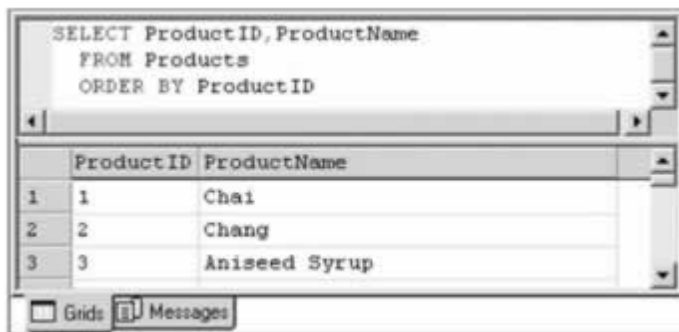 SELECT ProductID,ProductName
FROM Products
ORDER BY ProductID
ProductID ProductName
1 1 Chai
2 2 Chang
3 3 Aniseed Syrup
Grids Messages